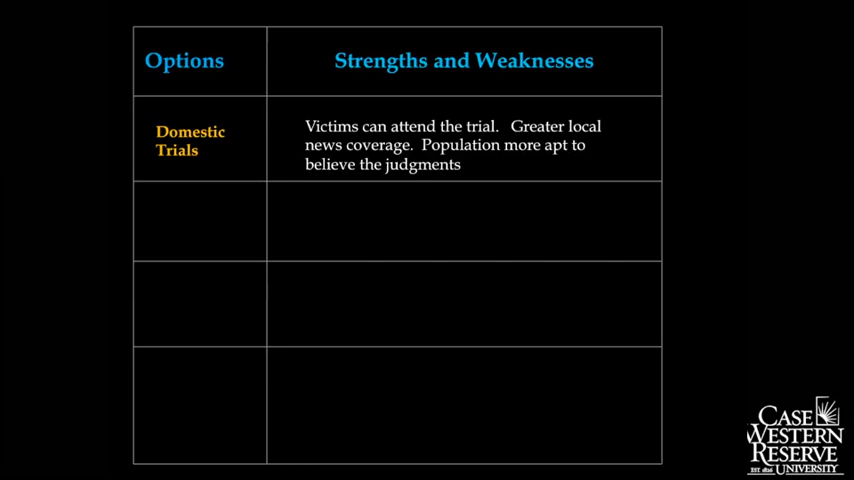 Options
Strengths and Weaknesses
Domestic
Trials
Victims can attend the trial. Greater local
news coverage. Population more apt to
believe the judgments
CASE
WESTERN
RESERVE
EST. 1826 UNIVERSITY